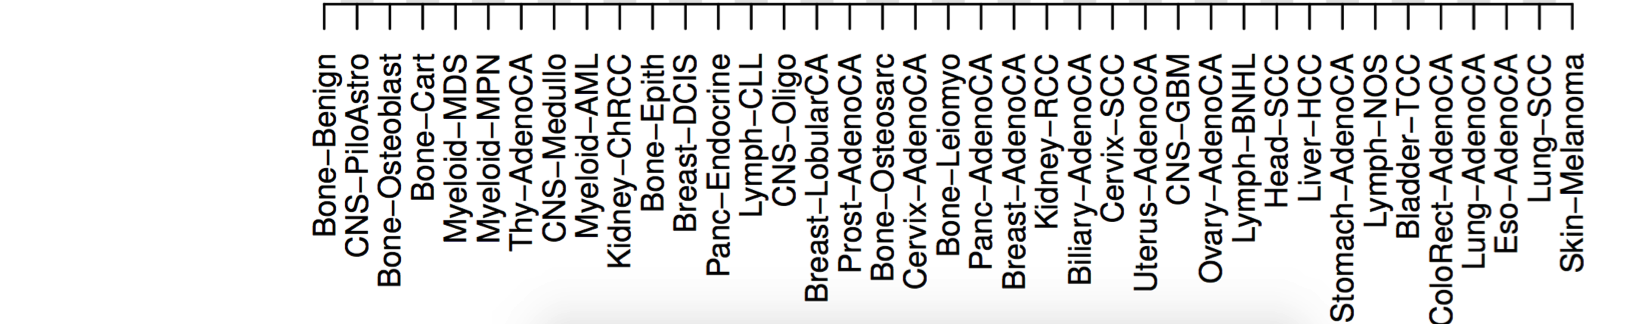 Bone−Benign
CNS−PiloAstro
Bone−Osteoblast
Bone−Cart
Myeloid−MDS
Myeloid−MPN
Thy−AdenoCA
CNS−Medullo
Myeloid−AML
Kidney−ChRCC
Bone−Epith
Breast−DCIS
Panc−Endocrine
Lymph−CLL
CNS−Oligo
Breast−LobularCA
Prost−AdenoCA
Bone−Osteosarc
Cervix−AdenoCA
Bone−Leiomyo
Panc−AdenoCA
Breast−AdenoCA
Kidney−RCC
Biliary−AdenoCA
Cervix−SCC
Uterus−AdenoCA
CNS−GBM
Ovary−AdenoCA
Lymph−BNHL
Head−SCC
Liver−HCC
Stomach−AdenoCA
Lymph−NOS
Bladder−TCC
ColoRect−AdenoCA
Lung−AdenoCA
Eso−AdenoCA
Lung−SCC
Skin−Melanoma